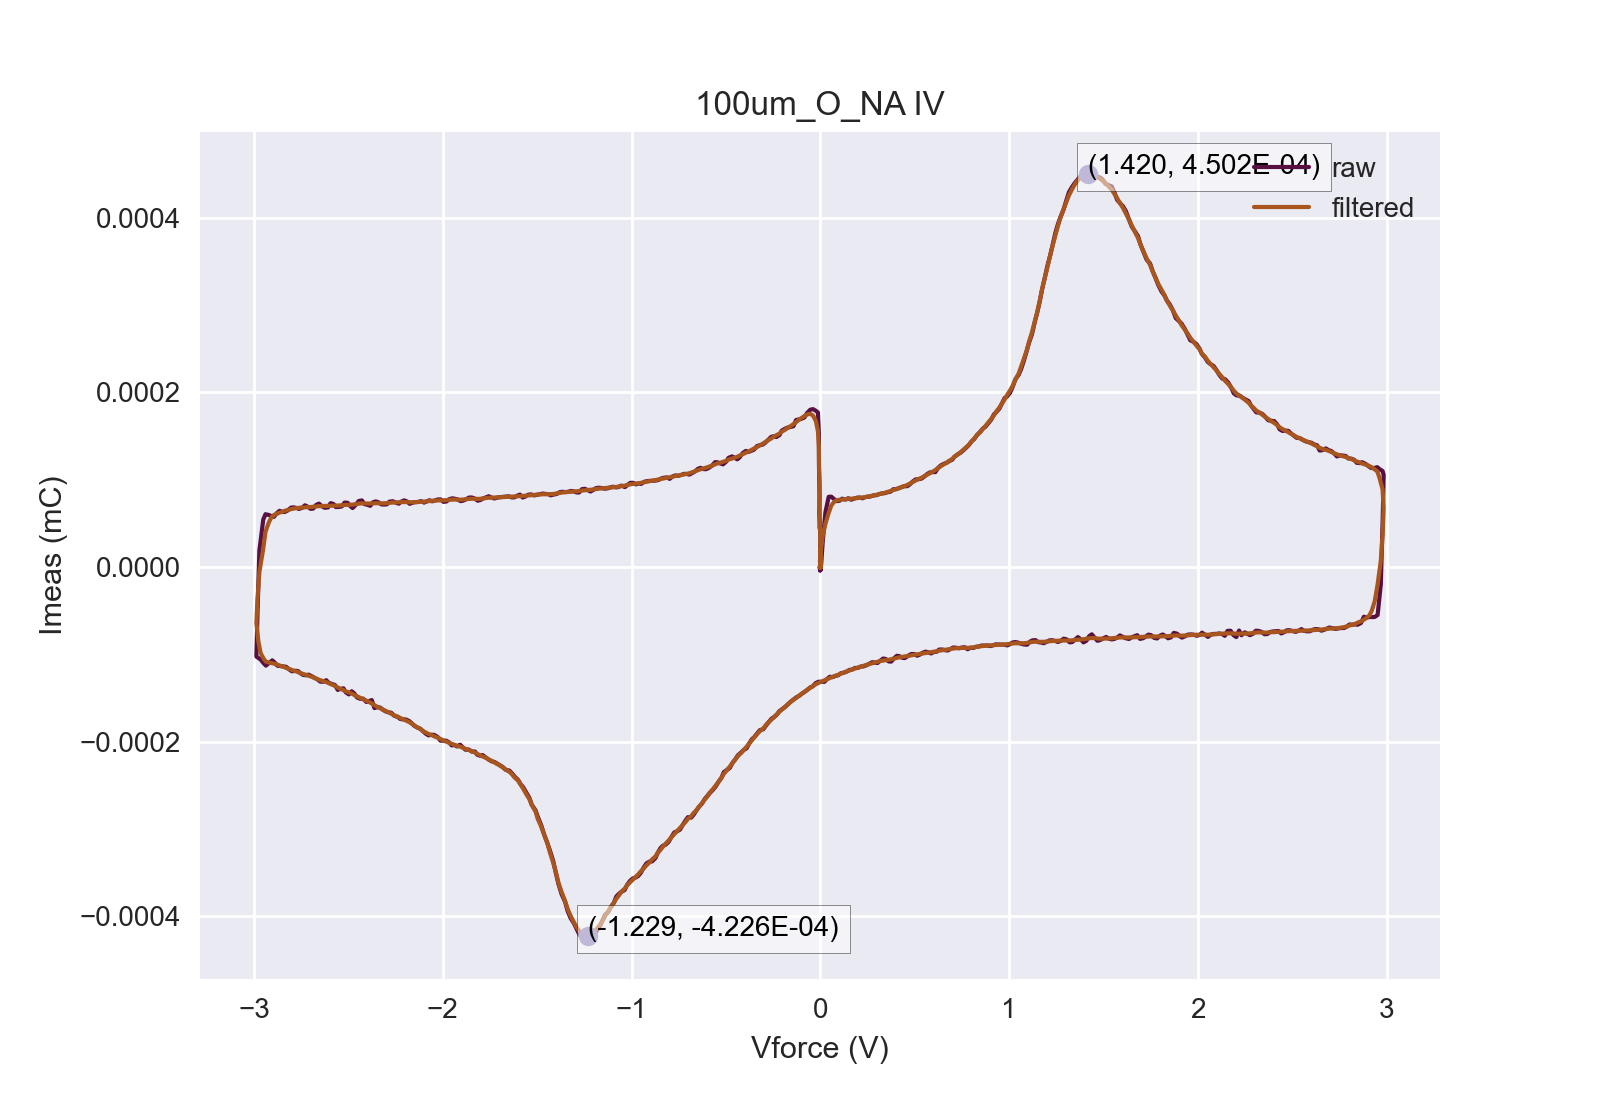 100um_O_NA IV
(1.420, 4.502E-04)
raw
filtered
0.0004
0.0002
0.0000
−0.0002
−0.0004
Imeas (mC)
(-1.229, -4.226E-04)
−3
−2
−1
0
1
2
3
Vforce (V)